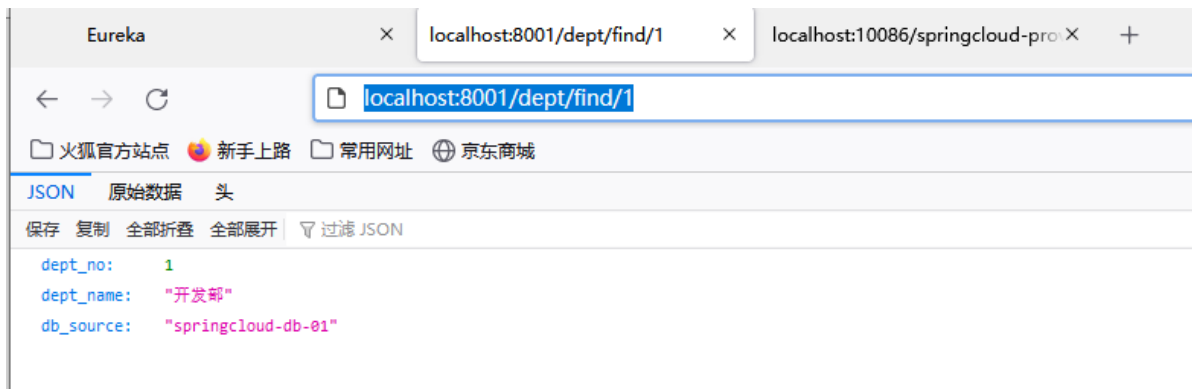 Eureka × localhost:8001/dept/find/1 × localhost:10086/springcloud-prov × +
localhost:8001/dept/find/1
火狐官方站点 新手上路 常用网址 京东商城
JSON 原始数据 头
保存 复制 全部折叠 全部展开 过滤 JSON
dept_no: 1
dept_name: "开发部"
db_source: "springcloud-db-01"